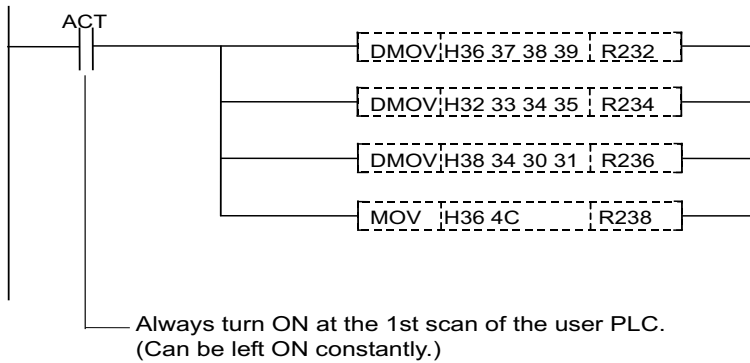 ACT
DMOV H36 37 38 39 R232
DMOV H32 33 34 35 R234
DMOV H38 34 30 31 R236
MOV H36 4C R238
Always turn ON at the 1st scan of the user PLC.
(Can be left ON constantly.)